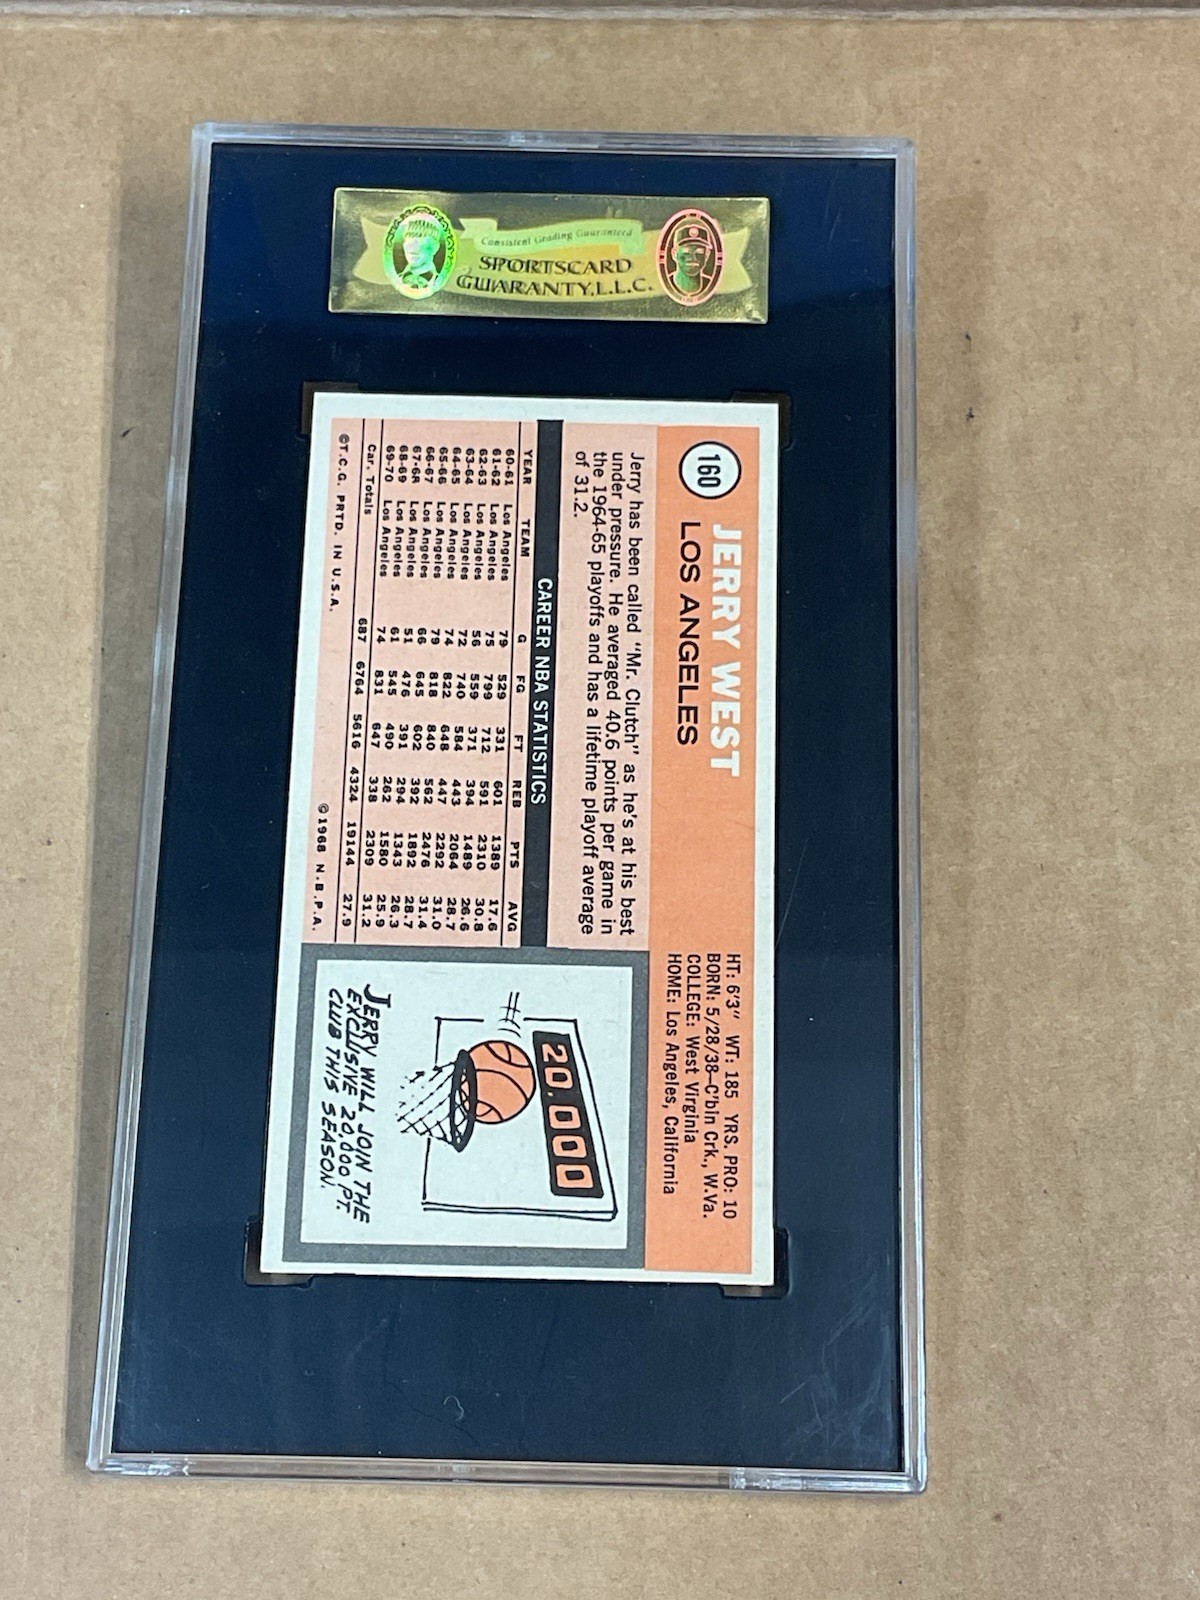 Consistent Grading Guaranteed
SPORTSCARD
GUARANTY, L.L.C.
160
JERRY WEST
LOS ANGELES
HT: 6'3" WT: 185 YRS. PRO: 10
BORN: 5/28/38—C'bln Crk., W.Va.
COLLEGE: West Virginia
HOME: Los Angeles, California
Jerry has been called "Mr. Clutch" as he's at his best
under pressure. He averaged 40.6 points per game in
the 1964-65 playoffs and has a lifetime playoff average
of 31.2.
CAREER NBA STATISTICS
YEAR TEAM G FG FT REB PTS AVG
60-61 Los Angeles 79 529 331 601 1389 17.6
61-62 Los Angeles 75 799 712 591 2310 30.8
62-63 Los Angeles 56 559 371 394 1489 26.6
63-64 Los Angeles 72 740 584 443 2064 28.7
64-65 Los Angeles 74 822 648 447 2292 31.0
65-66 Los Angeles 79 818 840 562 2476 31.4
66-67 Los Angeles 66 645 602 392 1892 28.7
67-68 Los Angeles 51 476 391 294 1343 26.3
68-69 Los Angeles 61 545 490 262 1580 25.9
69-70 Los Angeles 74 831 647 338 2309 31.2
Car. Totals 687 6764 5616 4324 19144 27.9
©T.C.G. PRTD. IN U.S.A. ©1968 N.B.P.A.
20,000
JERRY WILL JOIN THE
EXCLUSIVE 20,000 PT.
CLUB THIS SEASON.